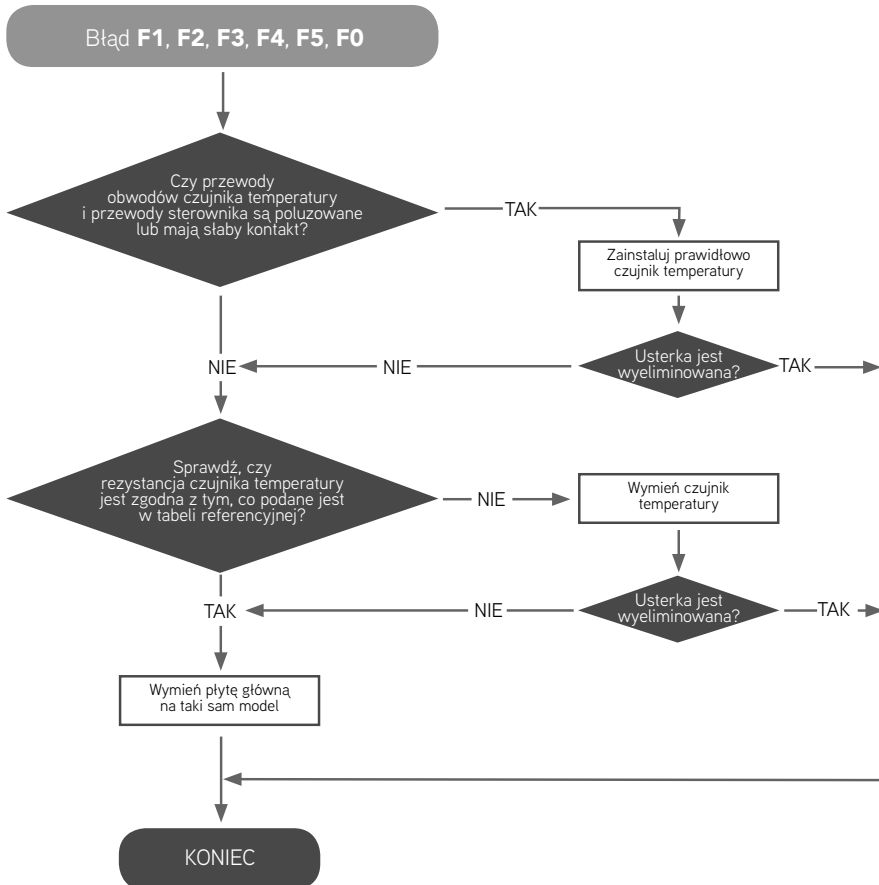 Błąd F1, F2, F3, F4, F5, F0
Czy przewody
obwodów czujnika temperatury
i przewody sterownika są poluzowane
lub mają słaby kontakt?
TAK
Zainstaluj prawidłowo
czujnik temperatury
NIE
NIE
Usterka jest
wyeliminowana?
TAK
Sprawdź, czy
rezystancja czujnika temperatury
jest zgodna z tym, co podane jest
w tabeli referencyjnej?
NIE
Wymień czujnik
temperatury
TAK
NIE
Usterka jest
wyeliminowana?
TAK
Wymień płytę główną
na taki sam model
KONIEC